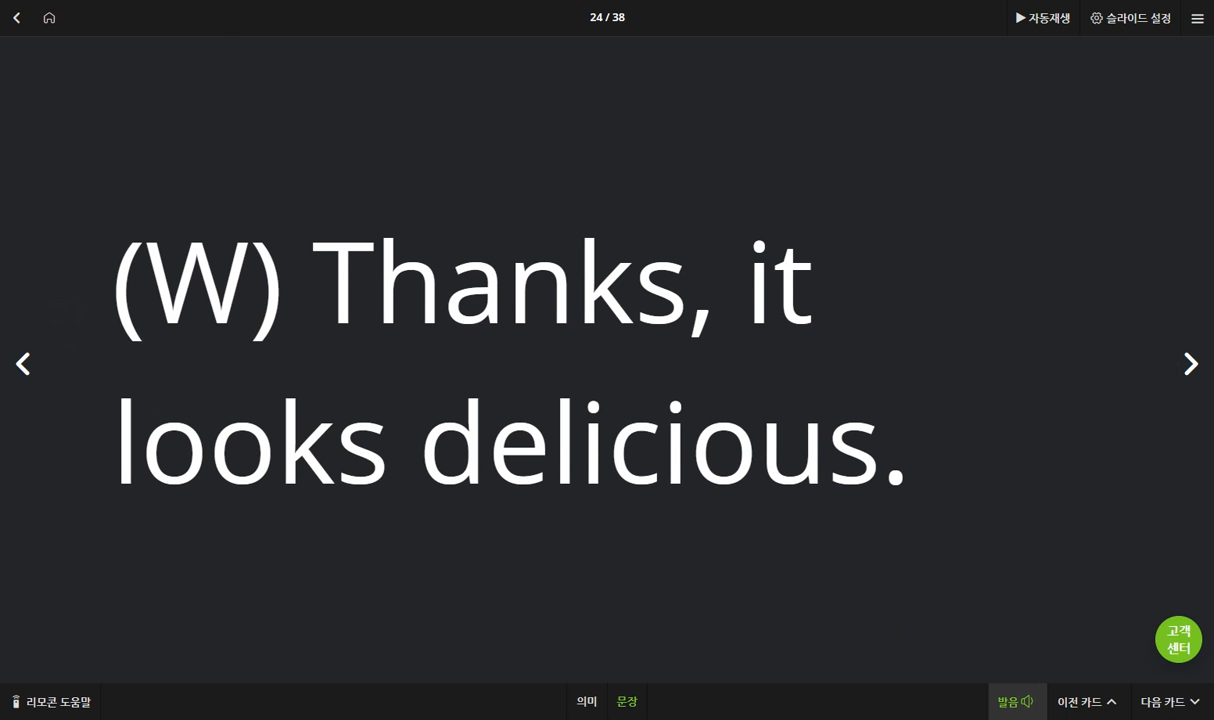 24 / 38
자동재생
슬라이드 설정
(W) Thanks, it
looks delicious.
고객
센터
리모콘 도움말
의미
문장
발음
이전 카드
다음 카드